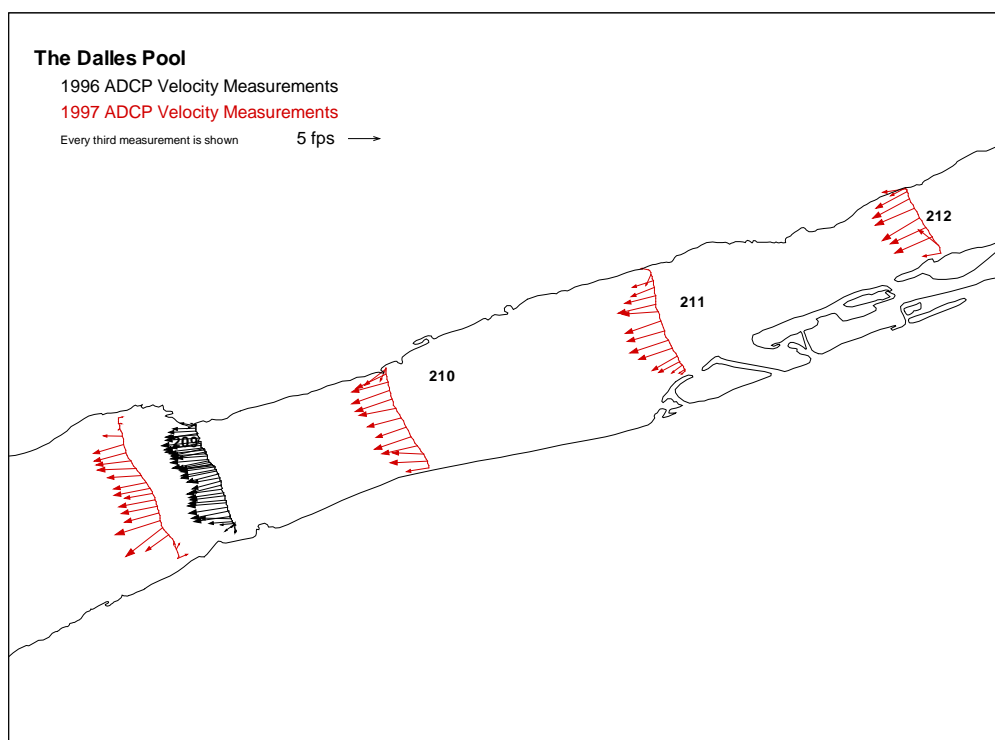 The Dalles Pool
1996 ADCP Velocity Measurements
1997 ADCP Velocity Measurements
Every third measurement is shown
5 fps
212
211
210
209